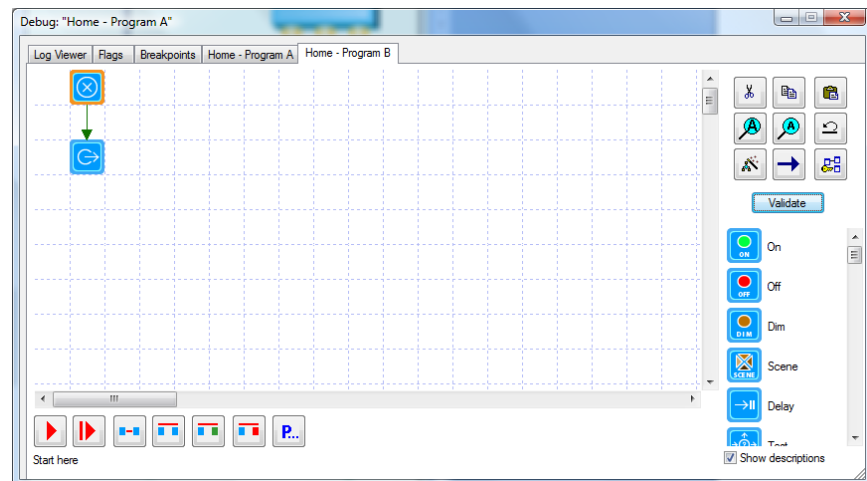 Debug: "Home - Program A"
Log Viewer Flags Breakpoints Home - Program A Home - Program B
A A
Validate
ON On
OFF Off
DIM Dim
SCENE Scene
Delay
P...
Start here
Show descriptions